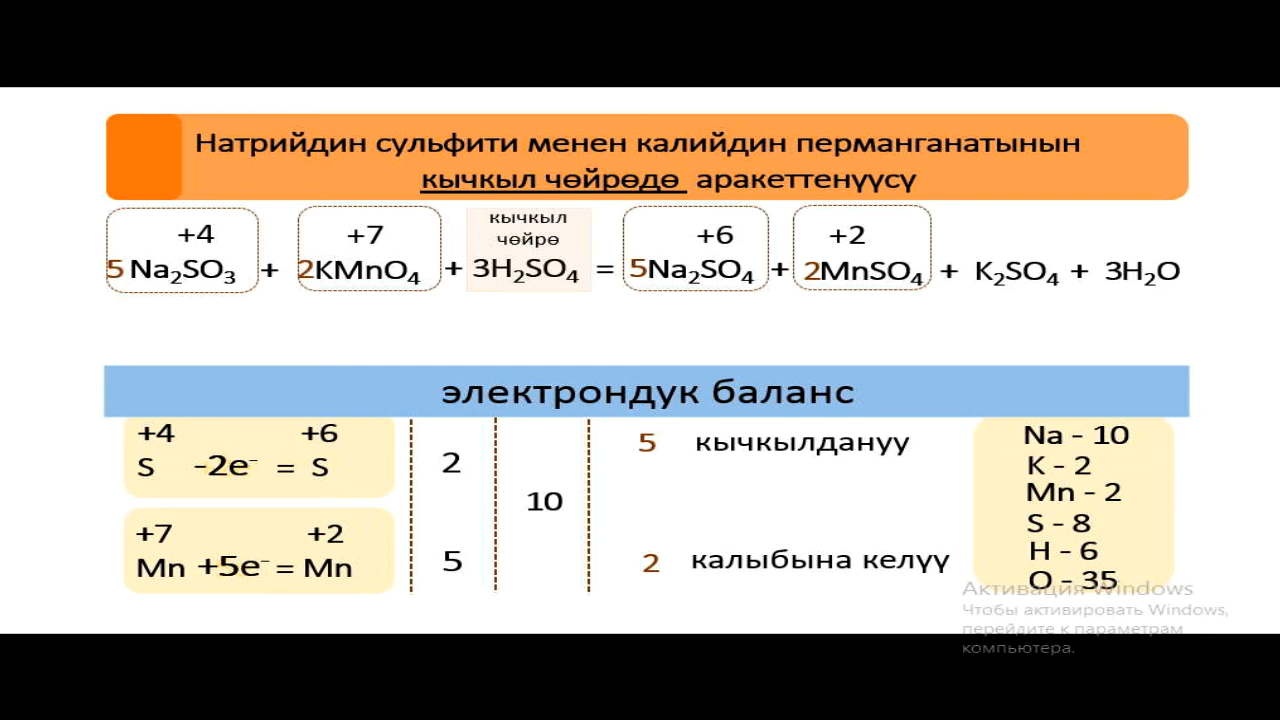 Натрийдин сульфити менен калийдин перманганатынын
кычкыл чөйрөдө аракеттенүүсү
+4 +7 кычкыл чөйрө +6 +2
5 Na₂SO₃ + 2KMnO₄ + 3H₂SO₄ = 5Na₂SO₄ + 2MnSO₄ + K₂SO₄ + 3H₂O
электрондук баланс
+4 +6
S -2e⁻ = S
2
+7 +2
Mn +5e⁻ = Mn
5
10
5 кычкылдануу
2 калыбына келүү
Na - 10
K - 2
Mn - 2
S - 8
H - 6
O - 35
Активация Windows
Чтобы активировать Windows,
перейдите к параметрам
компьютера.